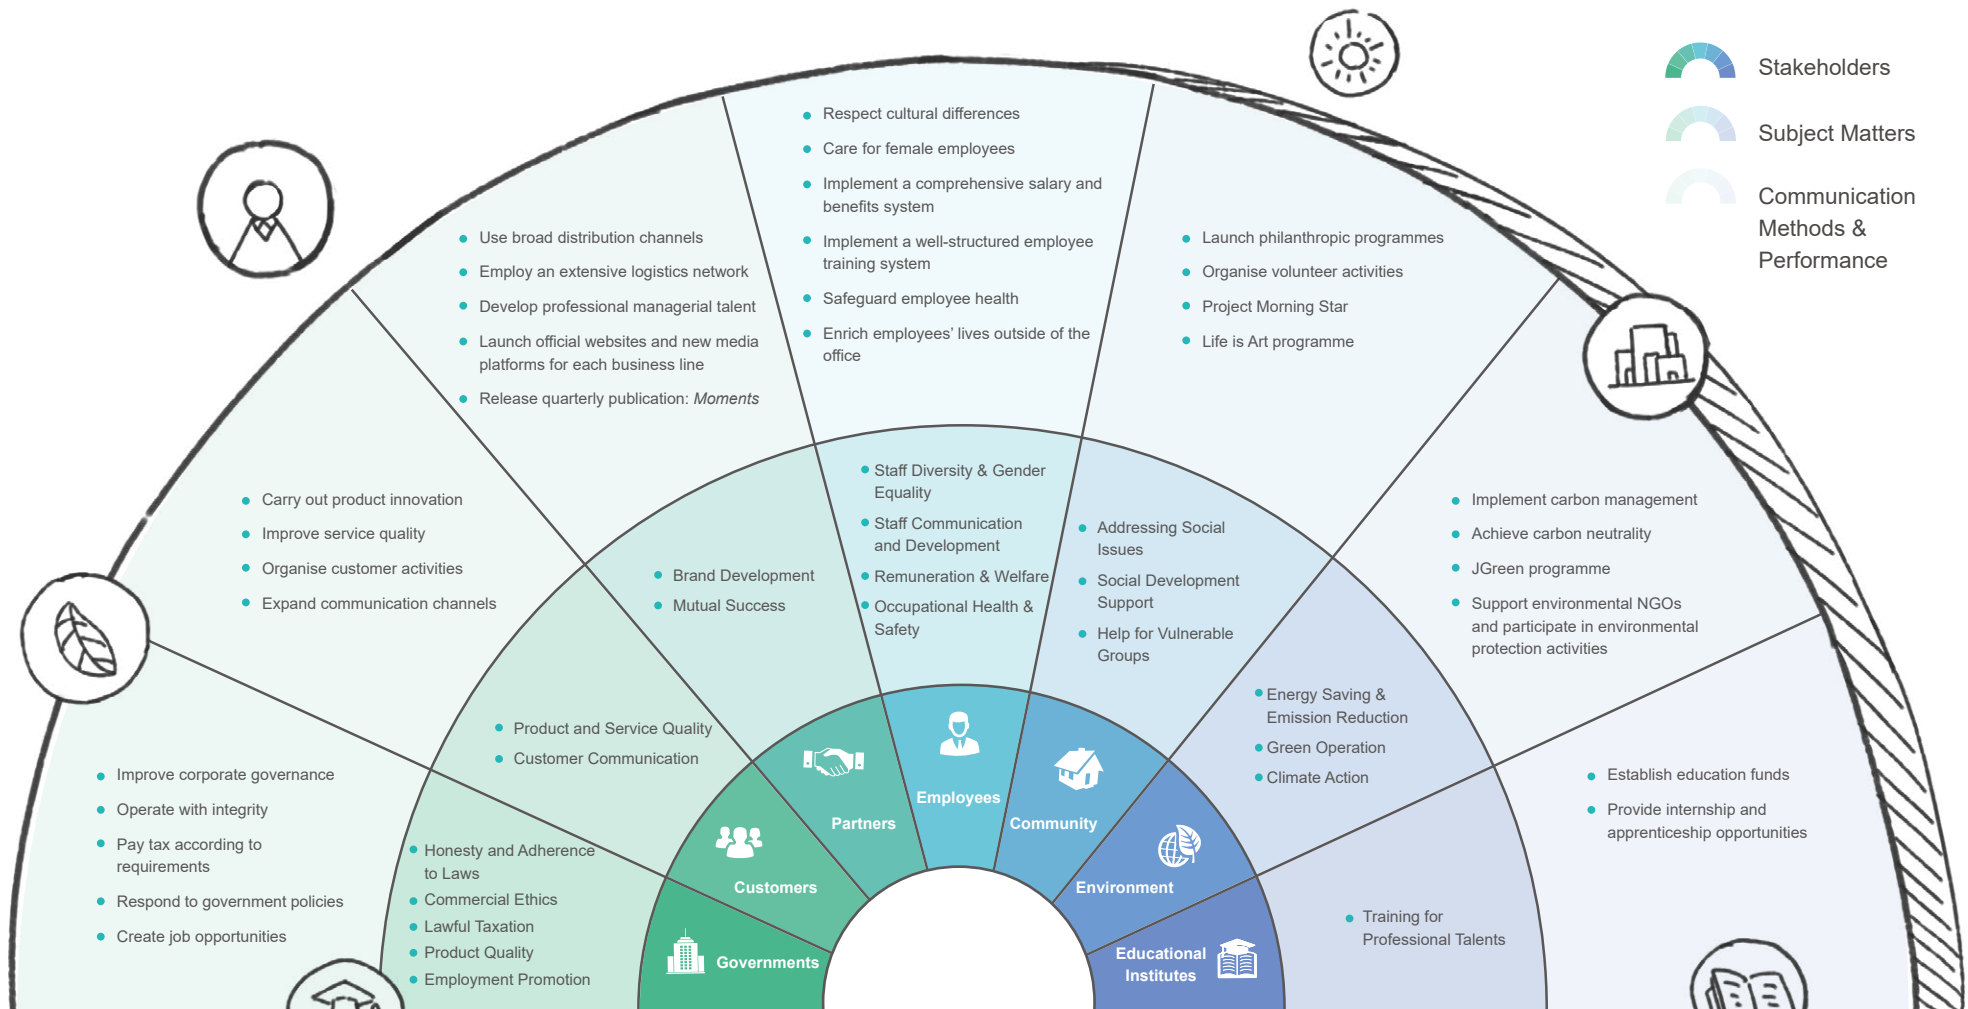 Stakeholders
Subject Matters
Communication
Methods &
Performance
Improve corporate governance
Operate with integrity
Pay tax according to
requirements
Respond to government policies
Create job opportunities
Honesty and Adherence
to Laws
Commercial Ethics
Lawful Taxation
Product Quality
Employment Promotion
Governments
Carry out product innovation
Improve service quality
Organise customer activities
Expand communication channels
Product and Service Quality
Customer Communication
Customers
Use broad distribution channels
Employ an extensive logistics network
Develop professional managerial talent
Launch official websites and new media
platforms for each business line
Release quarterly publication: Moments
Brand Development
Mutual Success
Partners
Respect cultural differences
Care for female employees
Implement a comprehensive salary and
benefits system
Implement a well-structured employee
training system
Safeguard employee health
Enrich employees’ lives outside of the
office
Staff Diversity & Gender
Equality
Staff Communication
and Development
Remuneration & Welfare
Occupational Health &
Safety
Employees
Launch philanthropic programmes
Organise volunteer activities
Project Morning Star
Life is Art programme
Addressing Social
Issues
Social Development
Support
Help for Vulnerable
Groups
Community
Implement carbon management
Achieve carbon neutrality
JGreen programme
Support environmental NGOs
and participate in environmental
protection activities
Energy Saving &
Emission Reduction
Green Operation
Climate Action
Environment
Establish education funds
Provide internship and
apprenticeship opportunities
Training for
Professional Talents
Educational
Institutes